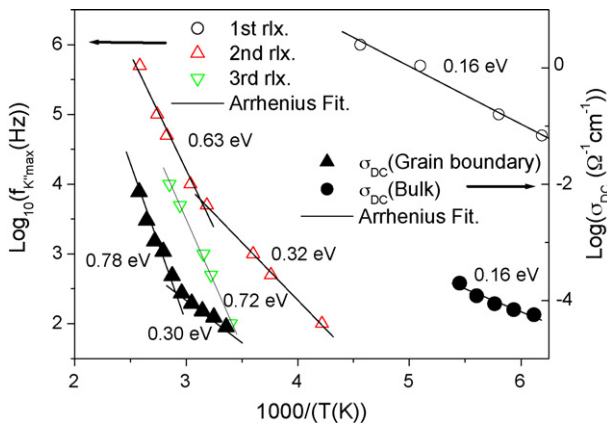 1st rlx.
2nd rlx.
3rd rlx.
Arrhenius Fit.
0.16 eV
0.63 eV
σDC(Grain boundary)
σDC(Bulk)
Arrhenius Fit.
0.78 eV
0.32 eV
0.72 eV
0.30 eV
0.16 eV
6
5
4
3
2
0
-2
-4
2
3
4
5
6
Log10(fK"max(Hz))
Log(σDC (Ω-1cm-1)
1000/(T(K))